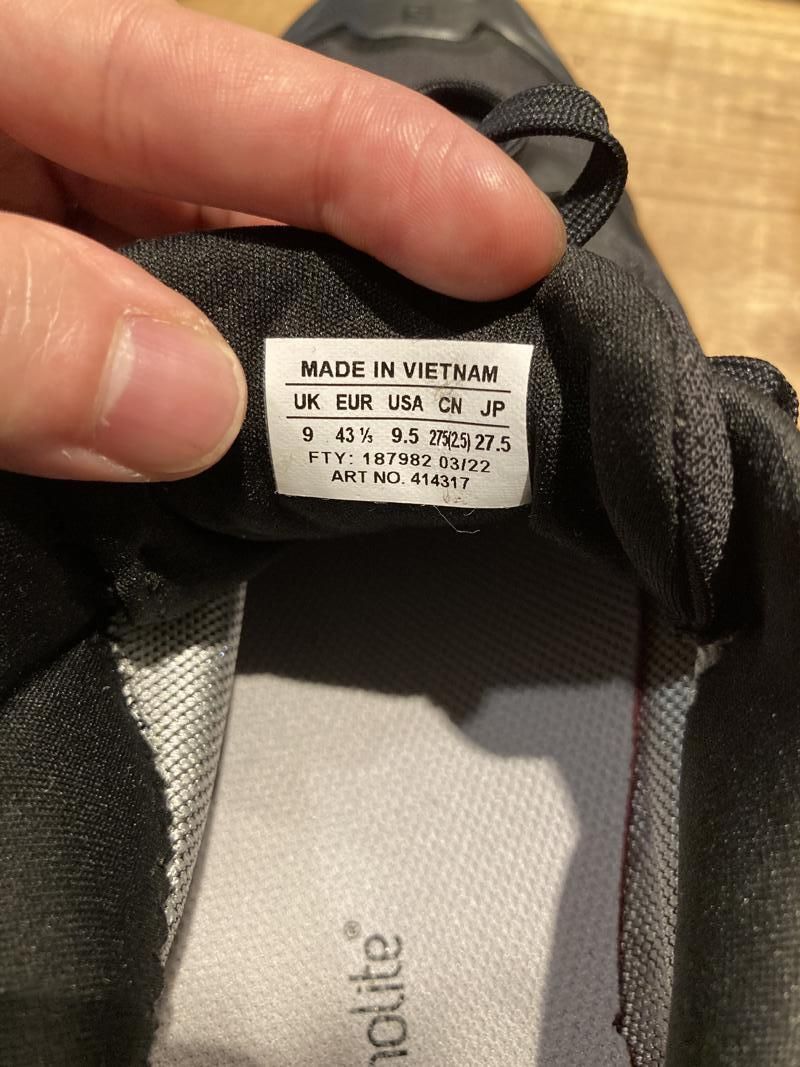 MADE IN VIETNAM
UK EUR USA CN JP
9 43 ⅓ 9.5 275(2.5) 27.5
FTY: 187982 03/22
ART NO. 414317
nolite®